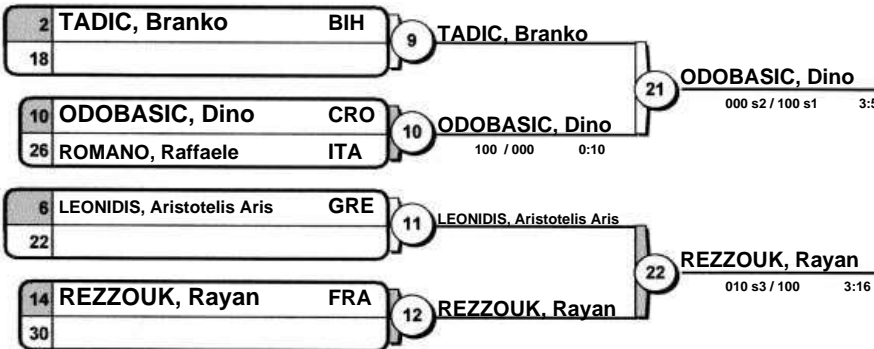 2 TADIC, Branko BIH
18
9
TADIC, Branko
10 ODOBASIC, Dino CRO
26 ROMANO, Raffaele ITA
10
ODOBASIC, Dino
100 / 000 0:10
21
ODOBASIC, Dino
000 s2 / 100 s1
6 LEONIDIS, Aristotelis Aris GRE
22
11
LEONIDIS, Aristotelis Aris
14 REZZOUK, Rayan FRA
30
12
REZZOUK, Rayan
22
REZZOUK, Rayan
010 s3 / 100 3:16